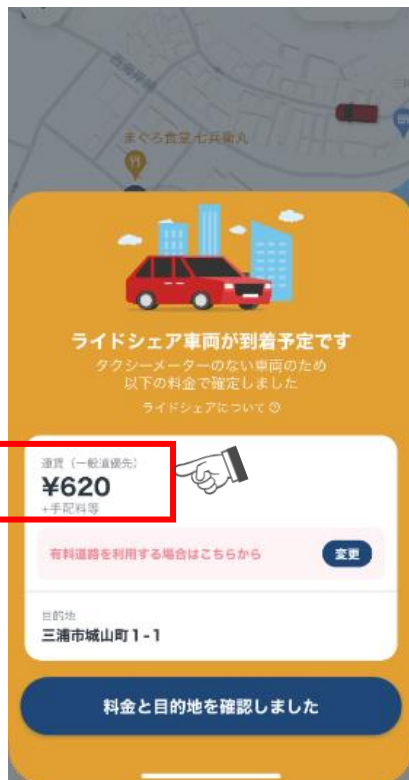 まぐろ食堂 七兵衛丸
ライドシェア車両が到着予定です
タクシーメーターのない車両のため
以下の料金で確定しました
ライドシェアについて
運賃（一般道優先）
¥620
+手配料等
有料道路を利用する場合はこちらから
変更
目的地
三浦市城山町1-1
料金と目的地を確認しました